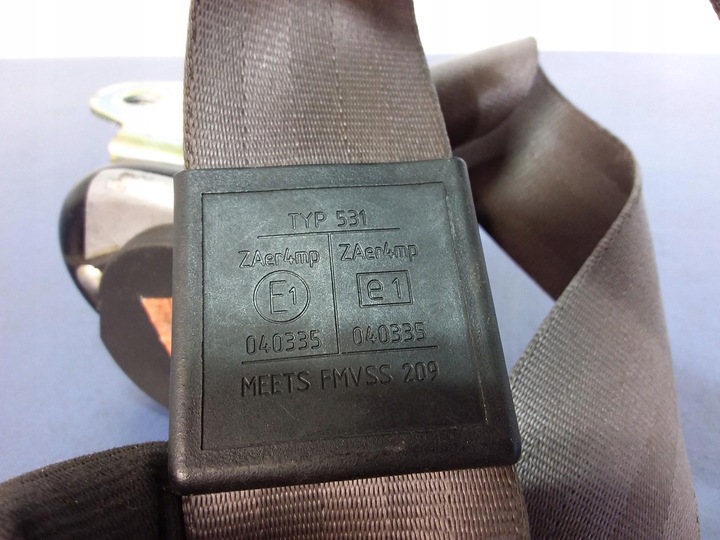 TYP 531
ZAer4mp ZAer4mp
E1 e1
040335 040335
MEETS FMVSS 209